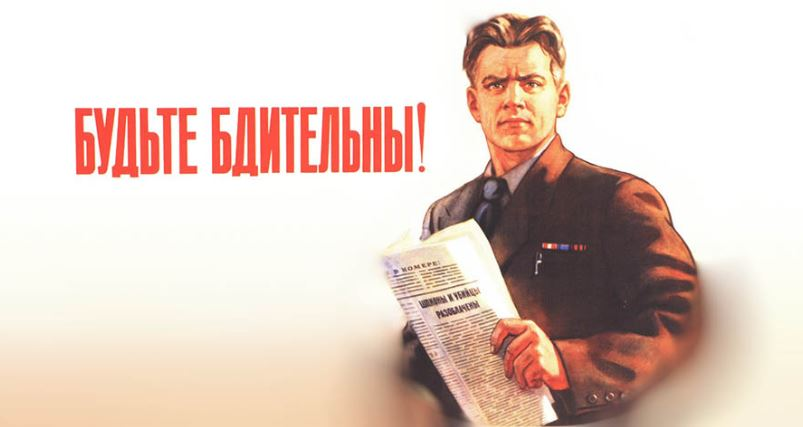 БУДЬТЕ БДИТЕЛЬНЫ!
В НОМЕРЕ:
ШПИОНЫ И УБИЙЦЫ
РАЗОБЛАЧЕНЫ